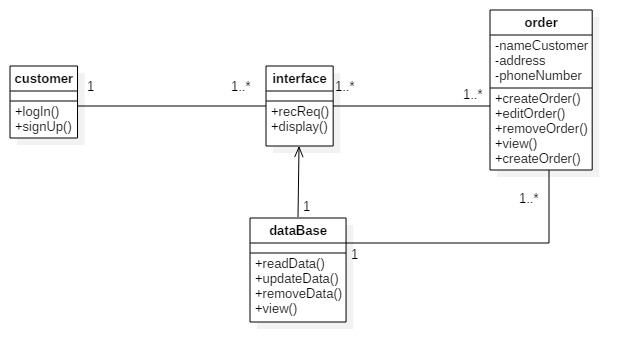 order
-nameCustomer
-address
-phoneNumber
+createOrder()
+editOrder()
+removeOrder()
+view()
+createOrder()
customer
+logIn()
+signUp()
1
1..*
interface
+recReq()
+display()
1..*
1..*
1
1..*
dataBase
+readData()
+updateData()
+removeData()
+view()
1